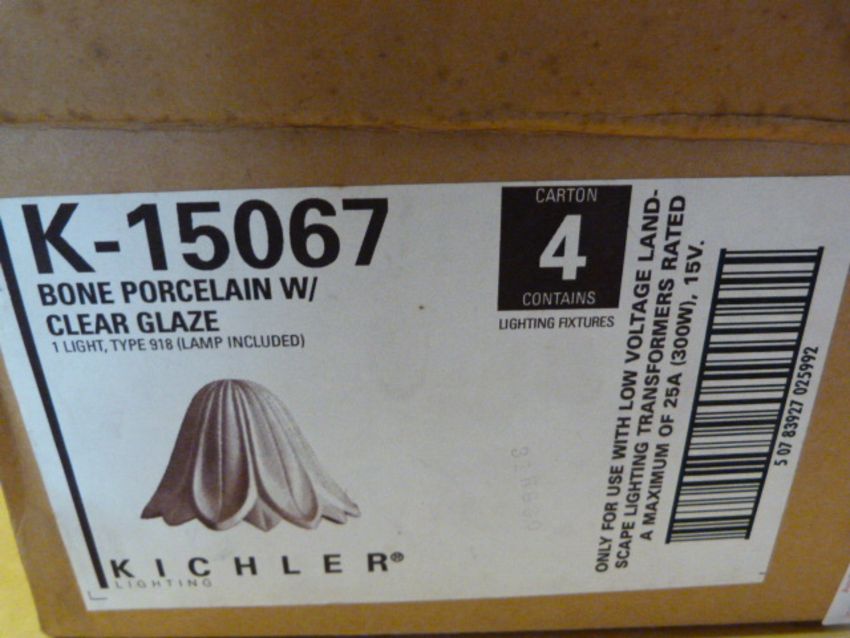 K-15067
BONE PORCELAIN W/
CLEAR GLAZE
1 LIGHT, TYPE 918 (LAMP INCLUDED)
CARTON
4
CONTAINS
LIGHTING FIXTURES
KICHLER®
LIGHTING
ONLY FOR USE WITH LOW VOLTAGE LAND-
SCAPE LIGHTING TRANSFORMERS RATED
A MAXIMUM OF 25A (300W), 15V.
5 07 83927 025992